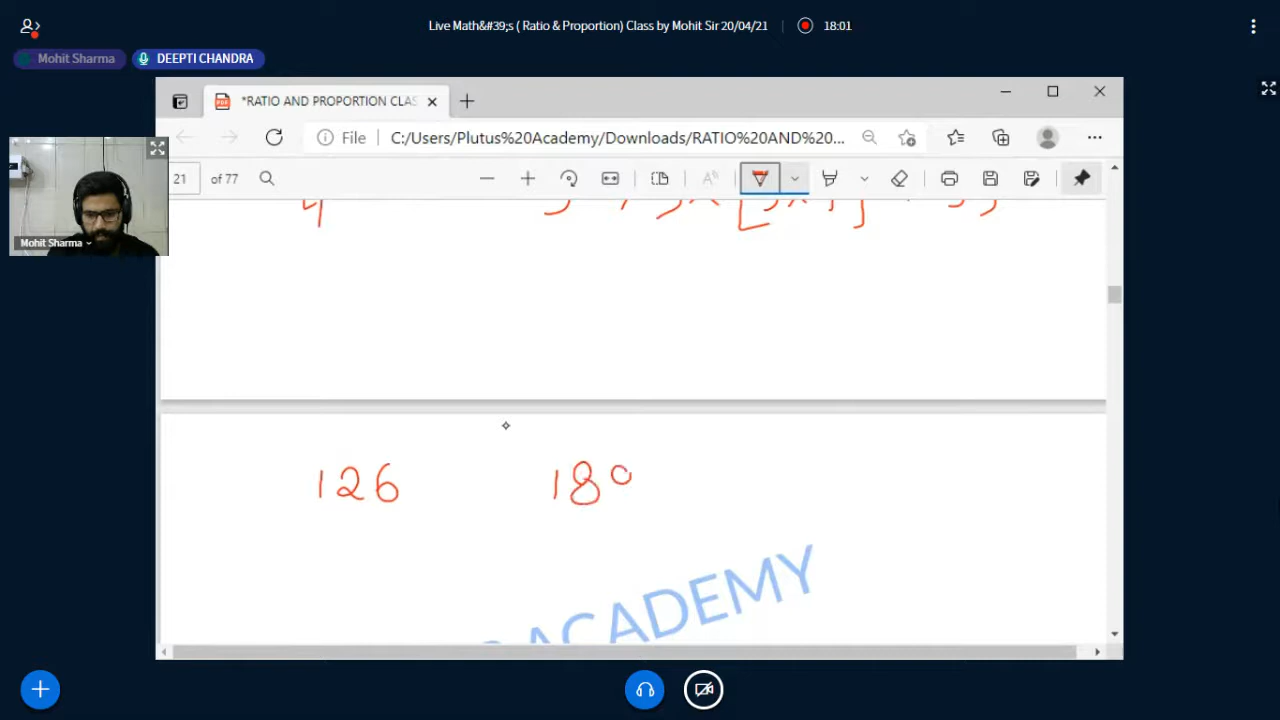 Live Math&#39;s ( Ratio & Proportion) Class by Mohit Sir 20/04/21 18:01
Mohit Sharma DEEPTI CHANDRA
*RATIO AND PROPORTION CLAS
File C:/Users/Plutus%20Academy/Downloads/RATIO%20AND%20...
21 of 77
Mohit Sharma
126 180
ACADEMY